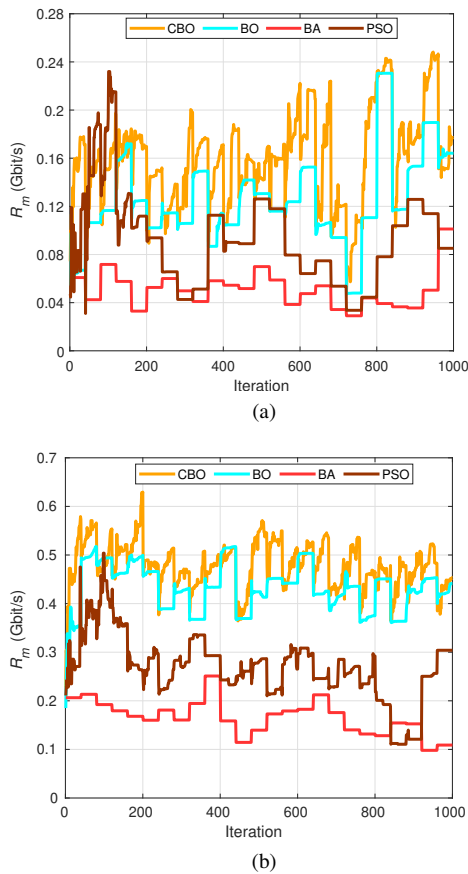 0.28
CBO BO BA PSO
0.24
0.2
0.16
0.12
0.08
0.04
0
R_m (Gbit/s)
0 200 400 600 800 1000
Iteration
(a)
0.7
CBO BO BA PSO
0.6
0.5
0.4
0.3
0.2
0.1
0
R_m (Gbit/s)
0 200 400 600 800 1000
Iteration
(b)